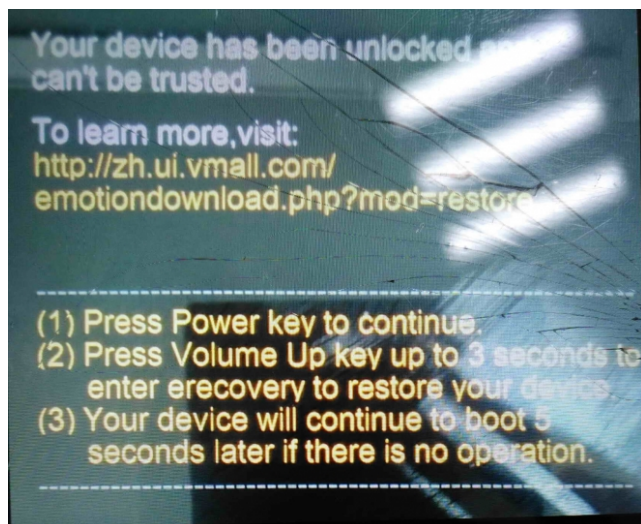 Your device has been unlocked and
can't be trusted.
To learn more,visit:
http://zh.ui.vmall.com/
emotiondownload.php?mod=restore
(1) Press Power key to continue.
(2) Press Volume Up key up to 3 seconds to
enter erecovery to restore your device.
(3) Your device will continue to boot 5
seconds later if there is no operation.